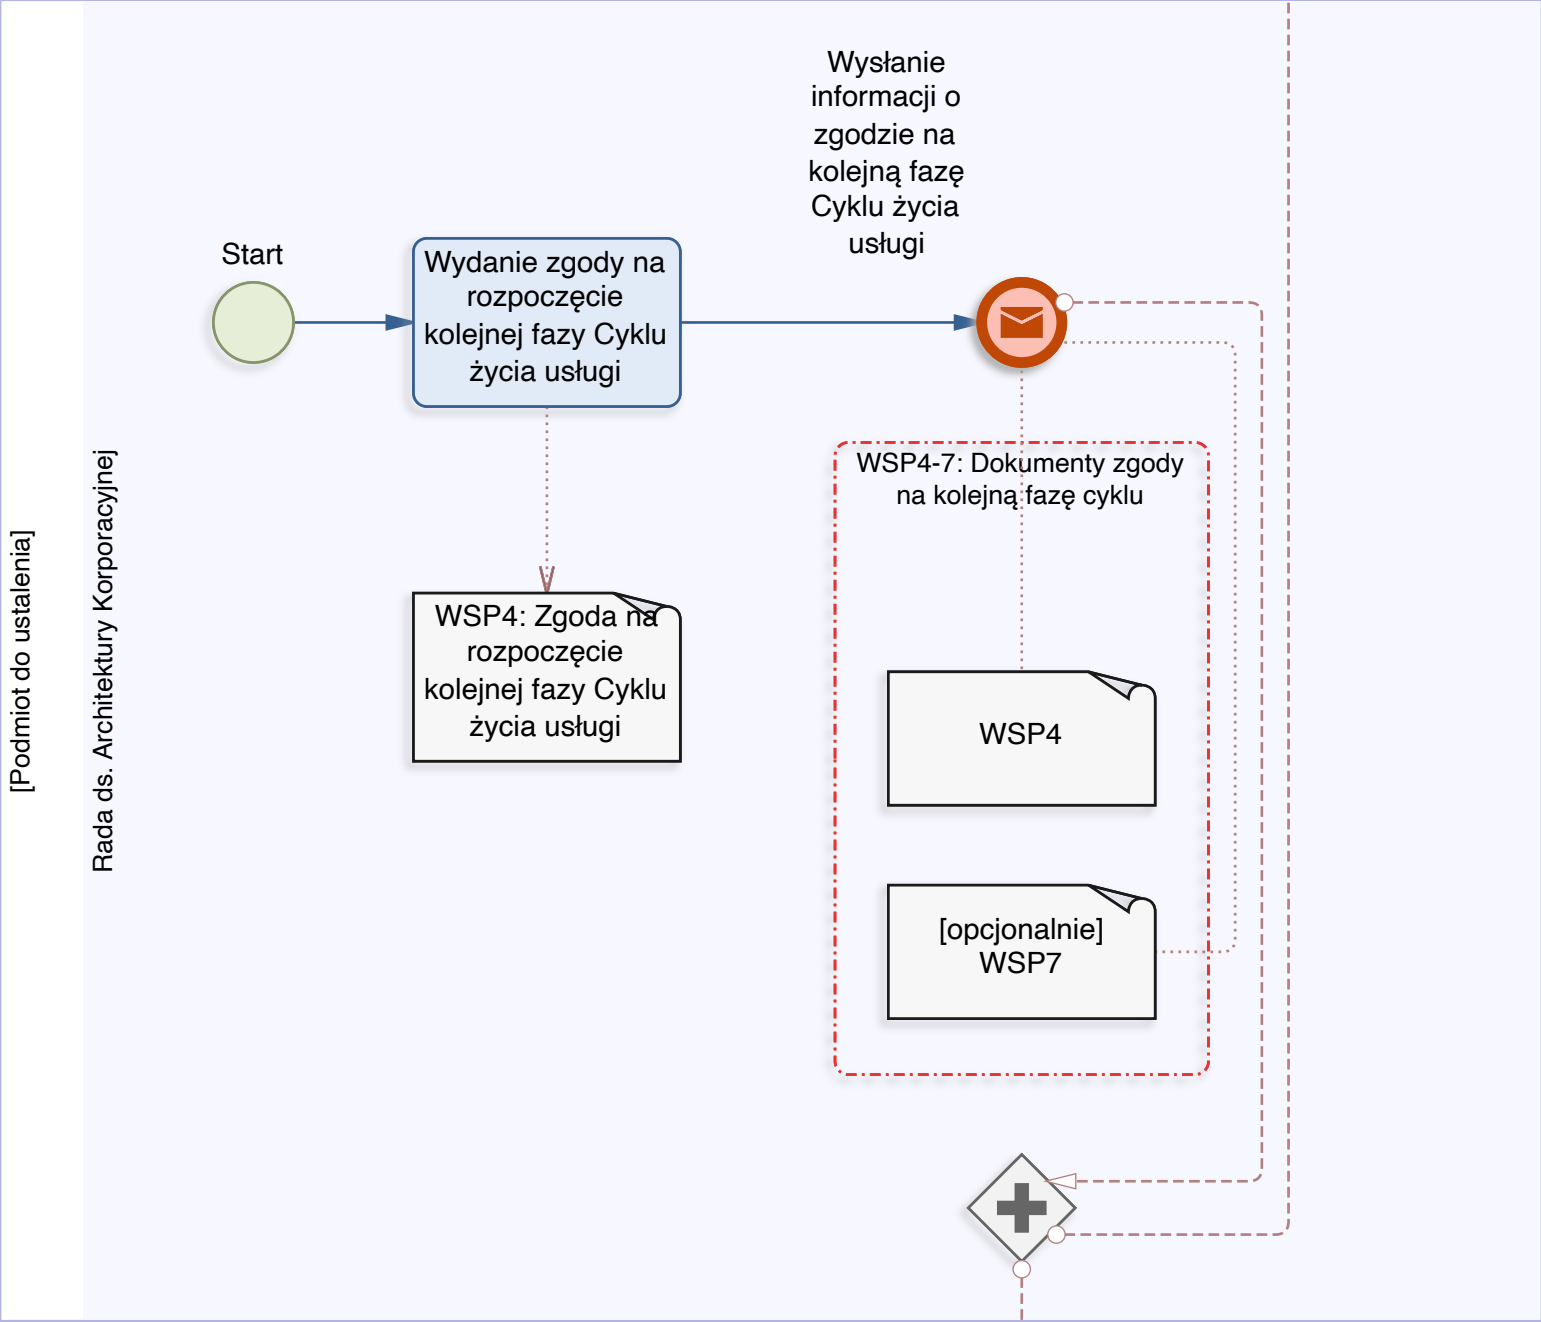 [Podmiot do ustalenia]
Rada ds. Architektury Korporacyjnej
Start
Wydanie zgody na
rozpoczęcie
kolejnej fazy Cyklu
życia usługi
Wysłanie
informacji o
zgodzie na
kolejną fazę
Cyklu życia
usługi
WSP4: Zgoda na
rozpoczęcie
kolejnej fazy Cyklu
życia usługi
WSP4-7: Dokumenty zgody
na kolejną fazę cyklu
WSP4
[opcjonalnie]
WSP7